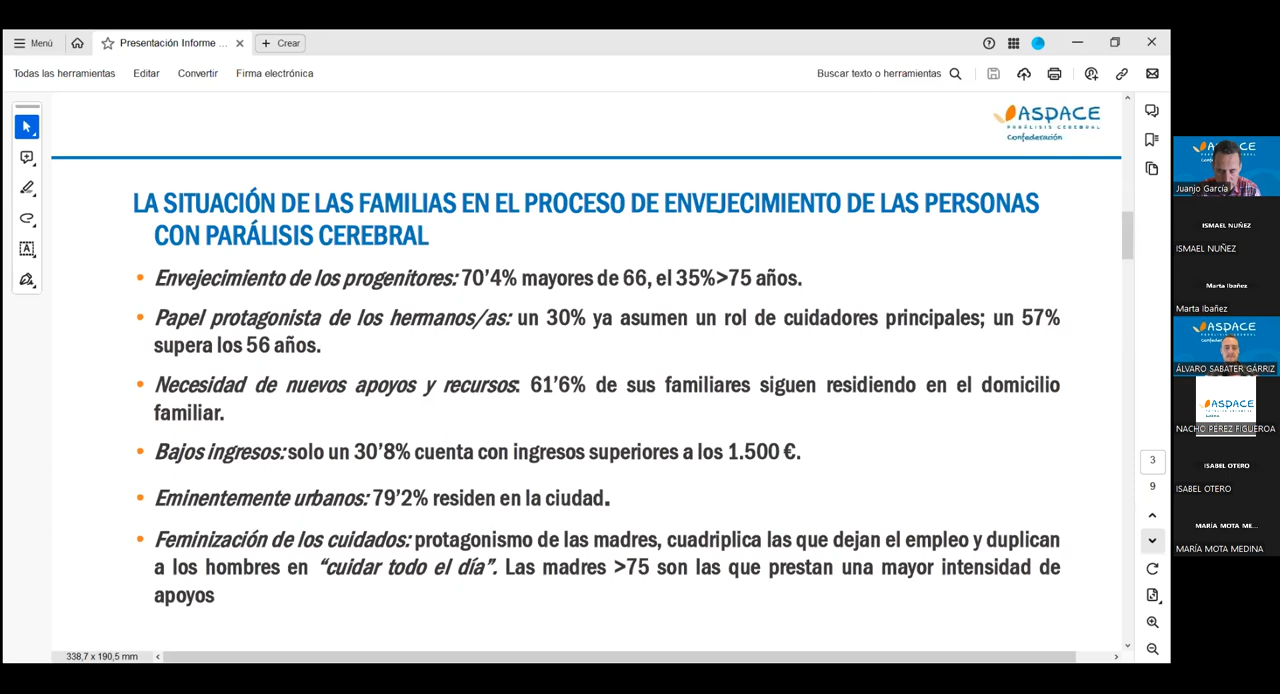 Menú
Presentación Informe ...
Crear
Todas las herramientas
Editar
Convertir
Firma electrónica
Buscar texto o herramientas
ASPACE
PARÁLISIS CEREBRAL
Confederación
LA SITUACIÓN DE LAS FAMILIAS EN EL PROCESO DE ENVEJECIMIENTO DE LAS PERSONAS
CON PARÁLISIS CEREBRAL
• Envejecimiento de los progenitores: 70'4% mayores de 66, el 35%>75 años.
• Papel protagonista de los hermanos/as: un 30% ya asumen un rol de cuidadores principales; un 57%
supera los 56 años.
• Necesidad de nuevos apoyos y recursos: 61'6% de sus familiares siguen residiendo en el domicilio
familiar.
• Bajos ingresos: solo un 30'8% cuenta con ingresos superiores a los 1.500 €.
• Eminentemente urbanos: 79'2% residen en la ciudad.
• Feminización de los cuidados: protagonismo de las madres, cuadriplica las que dejan el empleo y duplican
a los hombres en “cuidar todo el día”. Las madres >75 son las que prestan una mayor intensidad de
apoyos
338,7 x 190,5 mm
3
9
ASPACE
Juanjo García
ISMAEL NUÑEZ
ISMAEL NUÑEZ
Marta Ibañez
Marta Ibañez
ASPACE
ÁLVARO SABATER GÁRRIZ
ASPACE
NACHO PÉREZ FIGUEROA
ISABEL OTERO
ISABEL OTERO
MARÍA MOTA ME...
MARÍA MOTA MEDINA